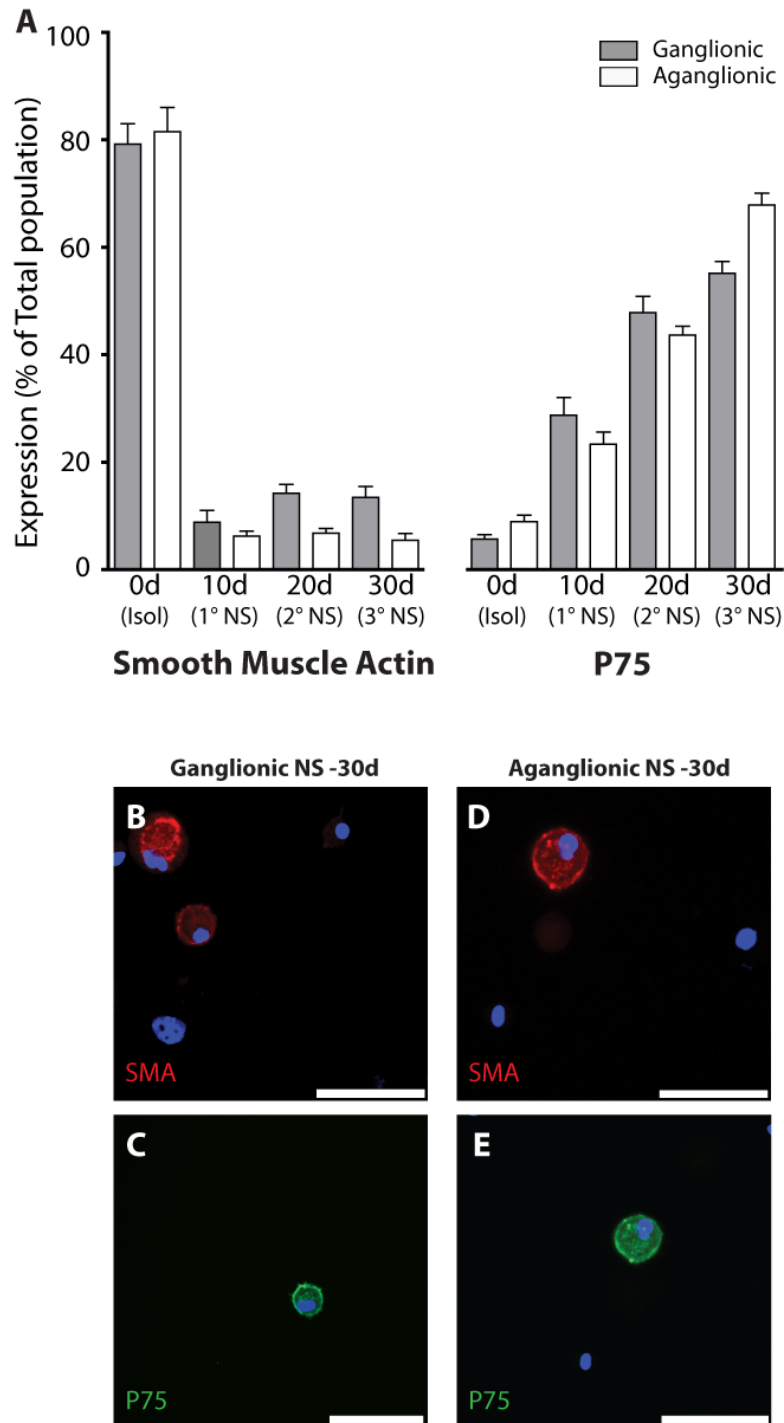 A
100
80
60
40
20
0
Expression (% of Total population)
Ganglionic
Aganglionic
0d 10d 20d 30d 0d 10d 20d 30d
(Isol) (1° NS) (2° NS) (3° NS) (Isol) (1° NS) (2° NS) (3° NS)
Smooth Muscle Actin P75
Ganglionic NS -30d Aganglionic NS -30d
B D
SMA SMA
C E
P75 P75